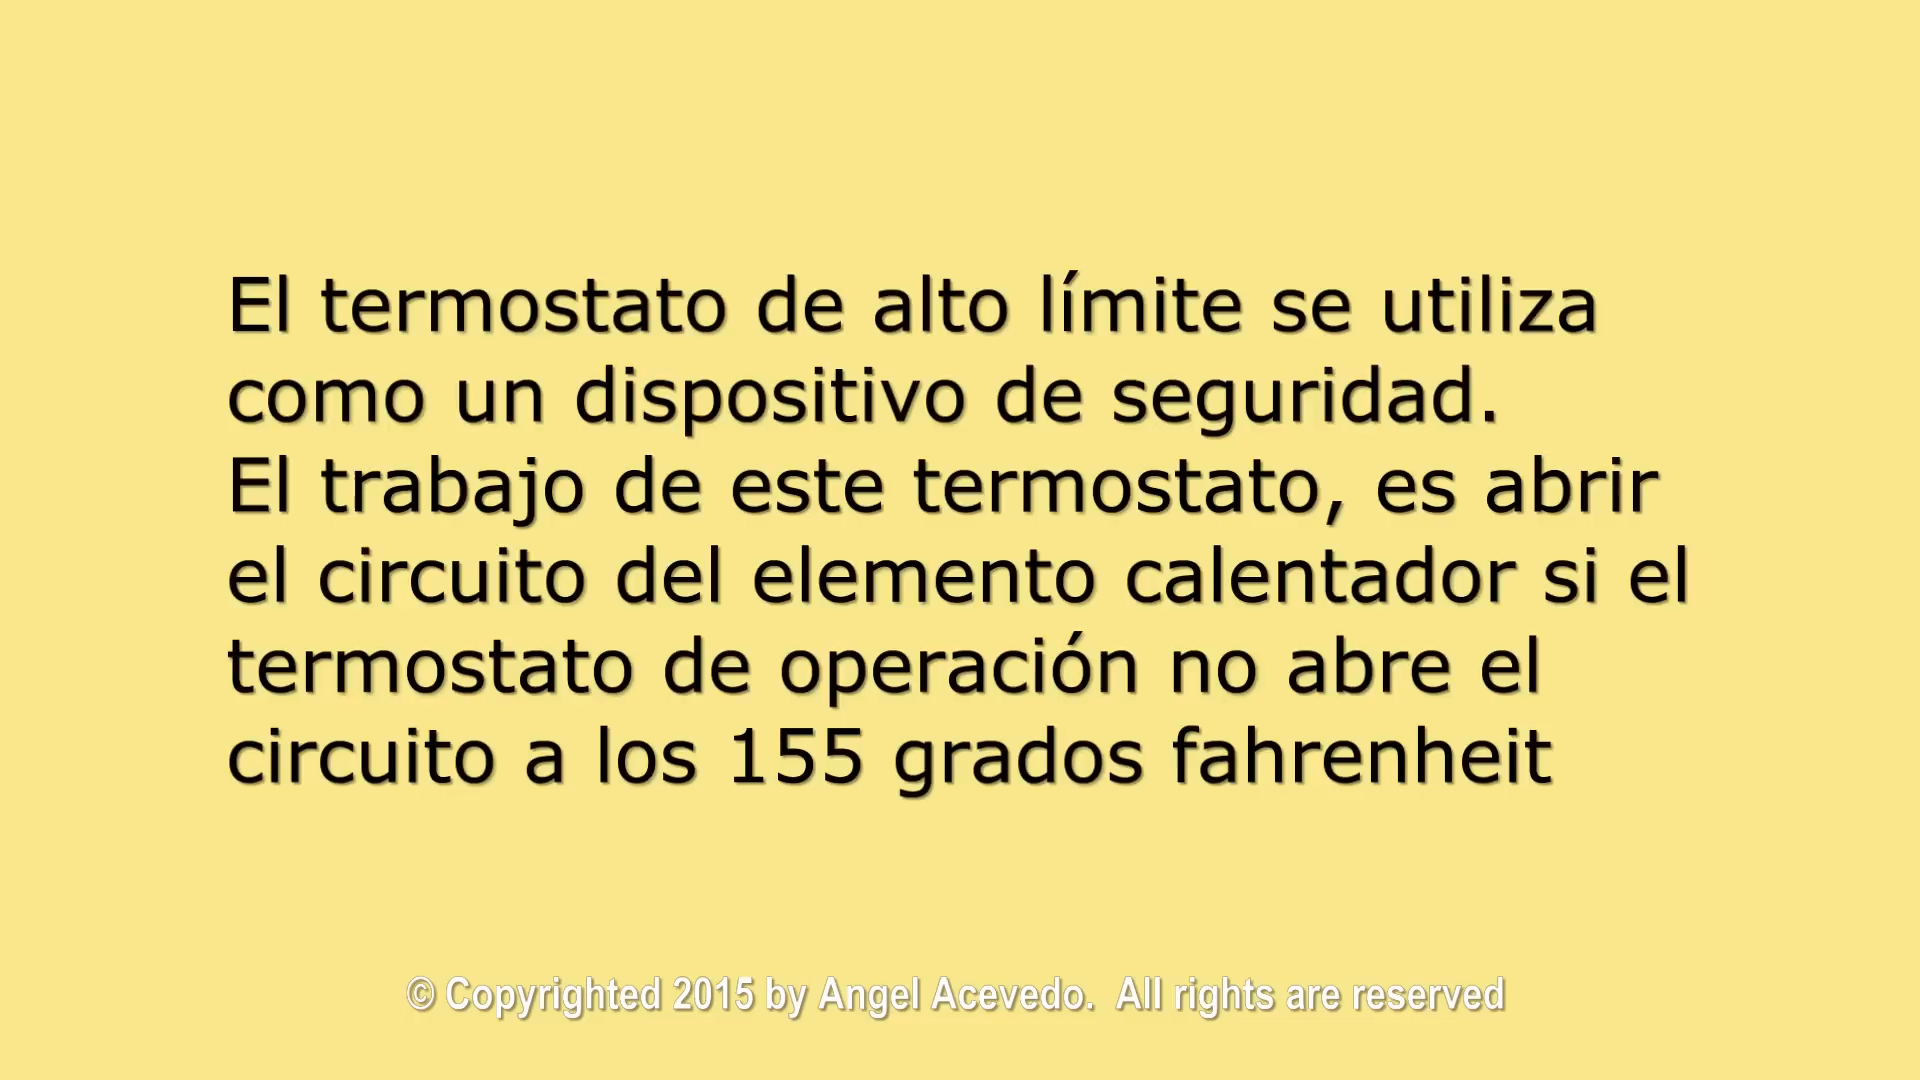 El termostato de alto límite se utiliza
como un dispositivo de seguridad.
El trabajo de este termostato, es abrir
el circuito del elemento calentador si el
termostato de operación no abre el
circuito a los 155 grados fahrenheit
© Copyrighted 2015 by Angel Acevedo.  All rights are reserved